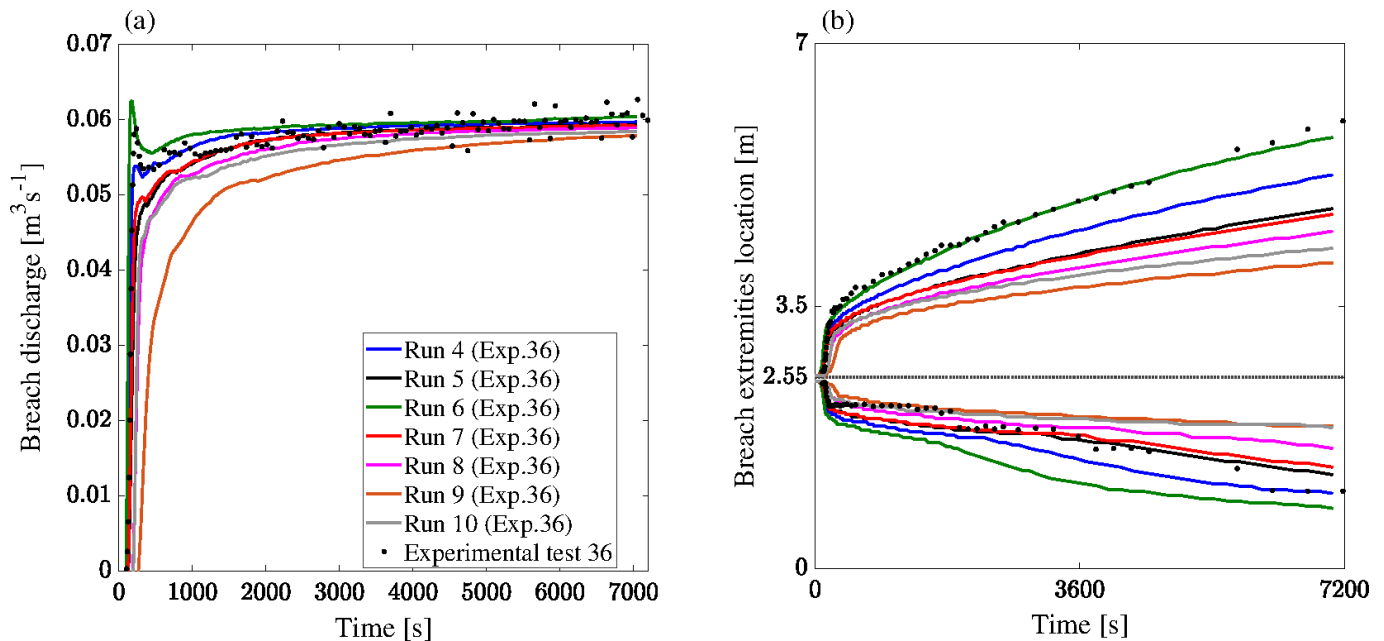 (a)
0.07
0.06
0.05
0.04
0.03
0.02
0.01
0
Breach discharge [m³s⁻¹]
0 1000 2000 3000 4000 5000 6000 7000
Time [s]
Run 4 (Exp.36)
Run 5 (Exp.36)
Run 6 (Exp.36)
Run 7 (Exp.36)
Run 8 (Exp.36)
Run 9 (Exp.36)
Run 10 (Exp.36)
Experimental test 36
(b)
7
3.5
2.55
0
Breach extremities location [m]
0 3600 7200
Time [s]